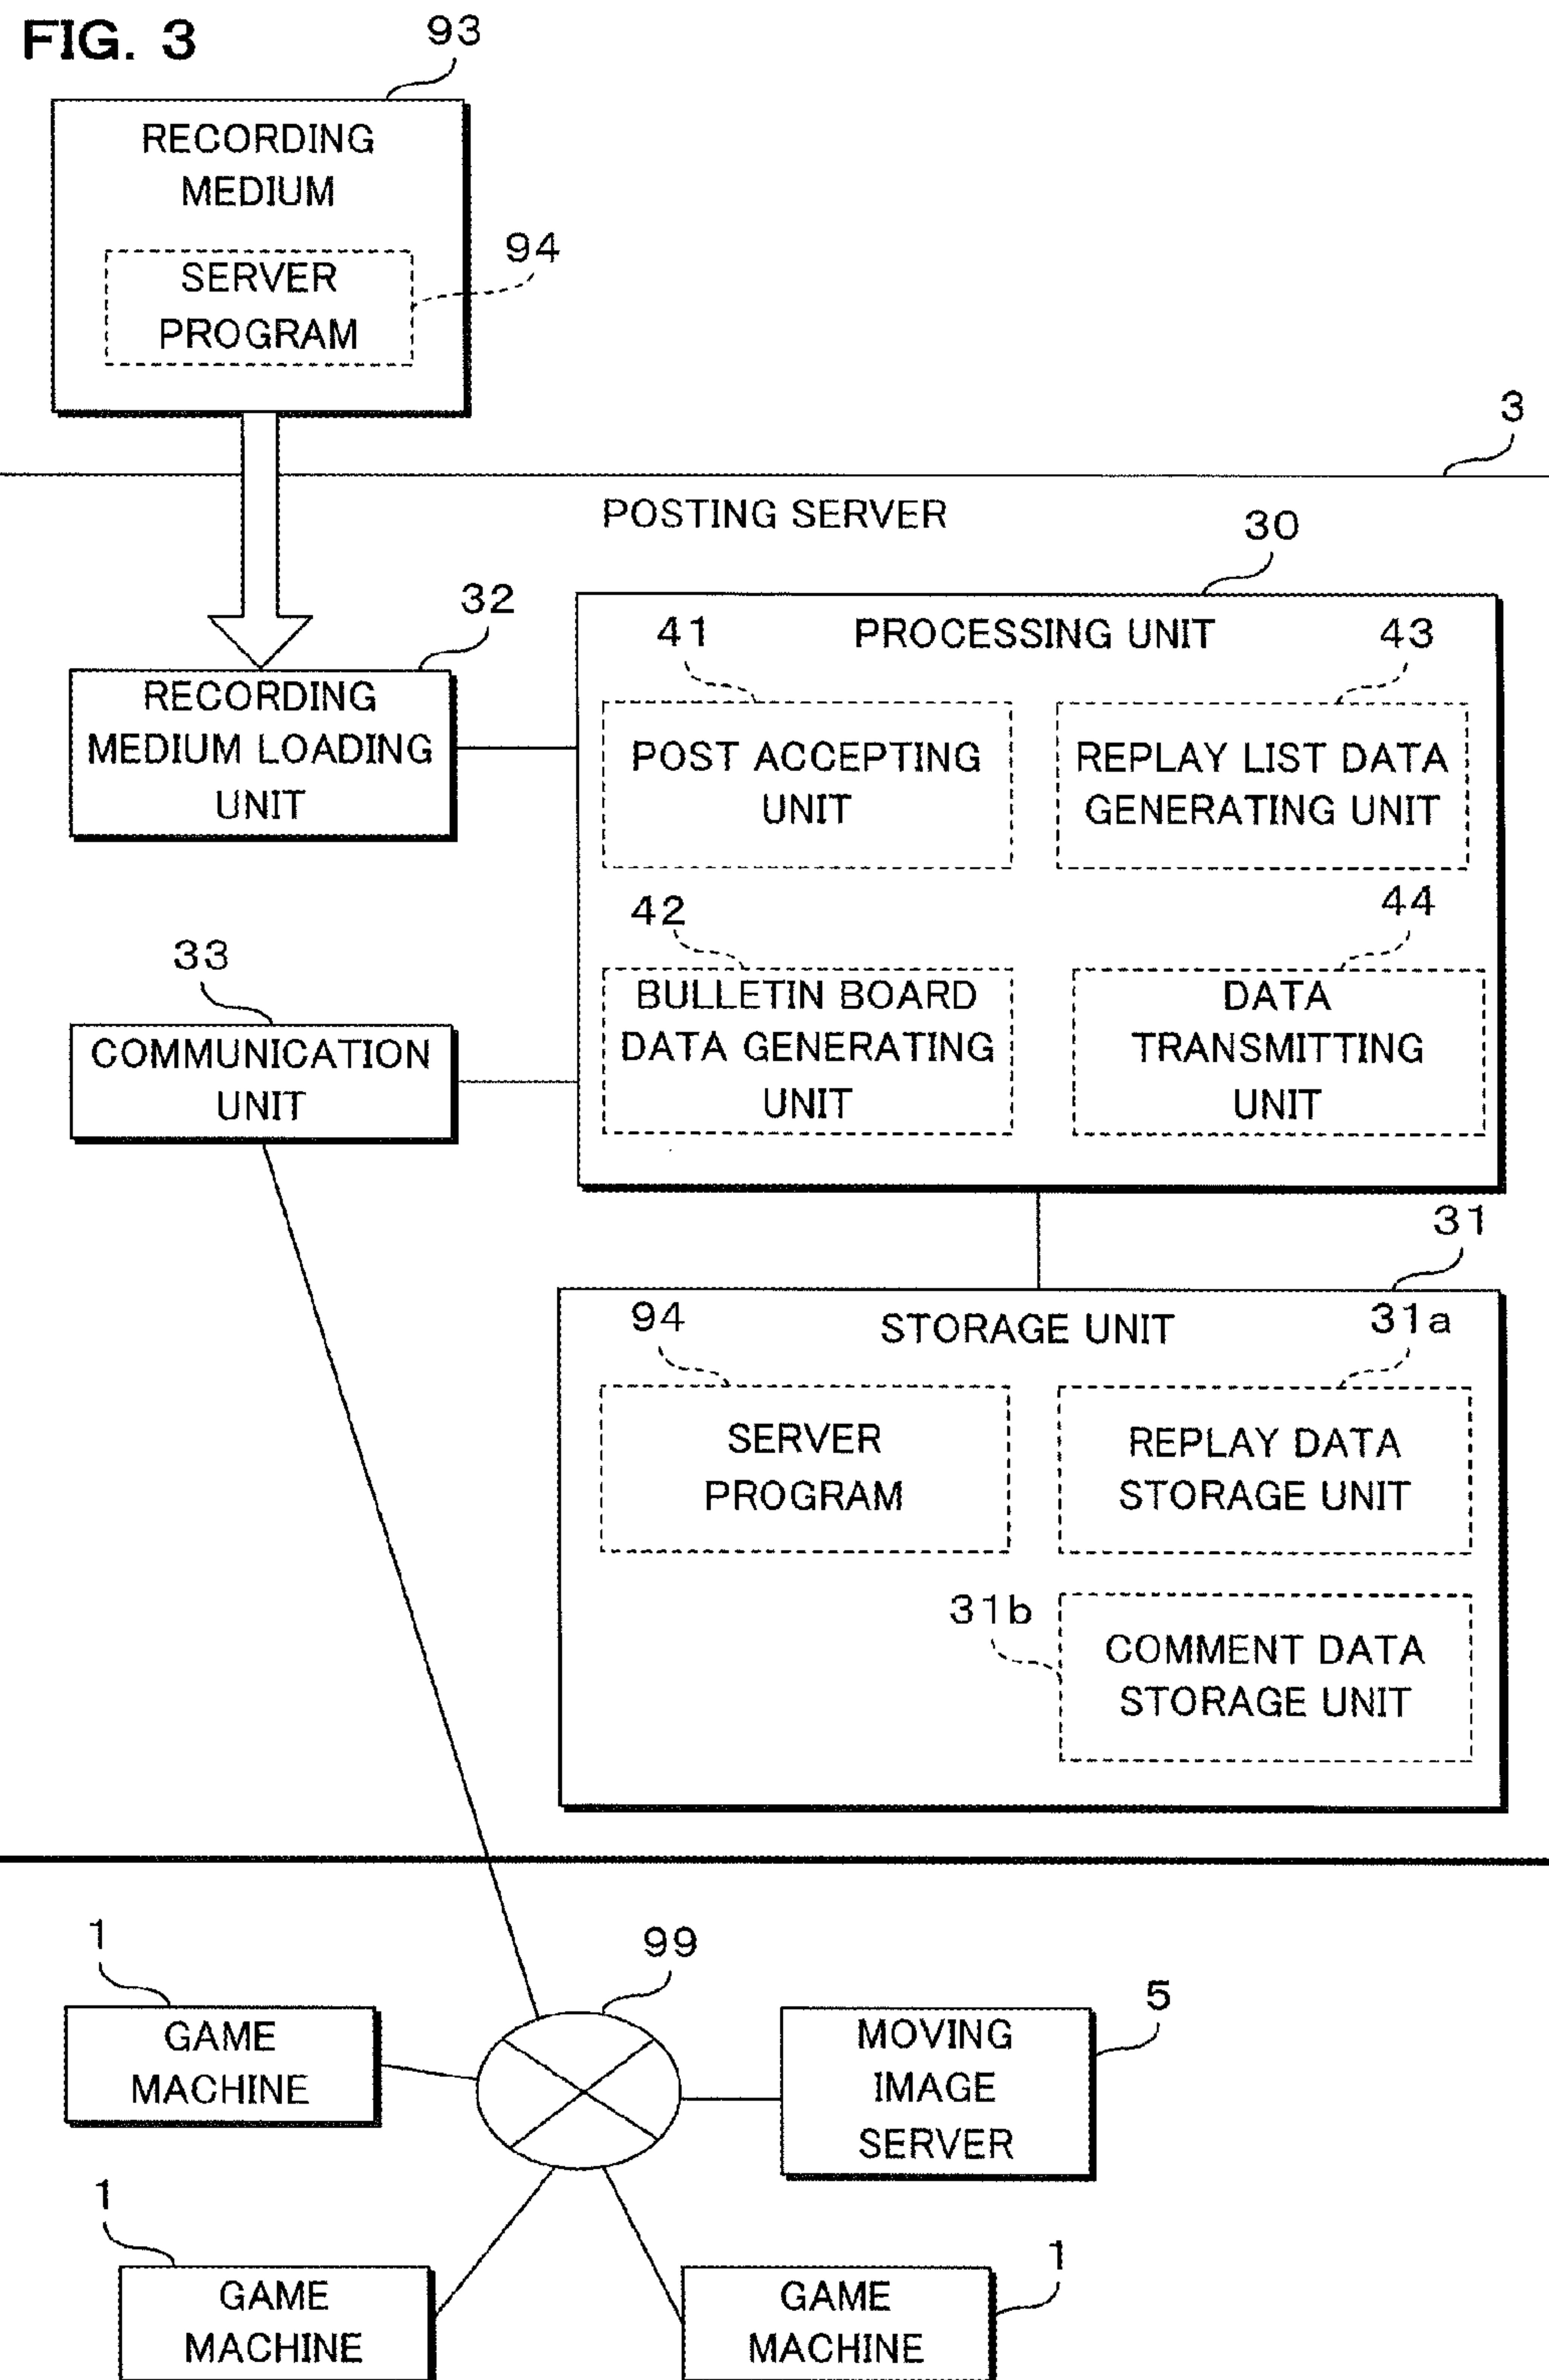 FIG. 3
93
RECORDING
MEDIUM
94
SERVER
PROGRAM
3
POSTING SERVER
30
32
RECORDING
MEDIUM LOADING
UNIT
PROCESSING UNIT
41
43
POST ACCEPTING
UNIT
REPLAY LIST DATA
GENERATING UNIT
42
44
BULLETIN BOARD
DATA GENERATING
UNIT
DATA
TRANSMITTING
UNIT
33
COMMUNICATION
UNIT
31
STORAGE UNIT
94
31a
SERVER
PROGRAM
REPLAY DATA
STORAGE UNIT
31b
COMMENT DATA
STORAGE UNIT
1
GAME
MACHINE
99
5
MOVING
IMAGE
SERVER
1
GAME
MACHINE
1
GAME
MACHINE